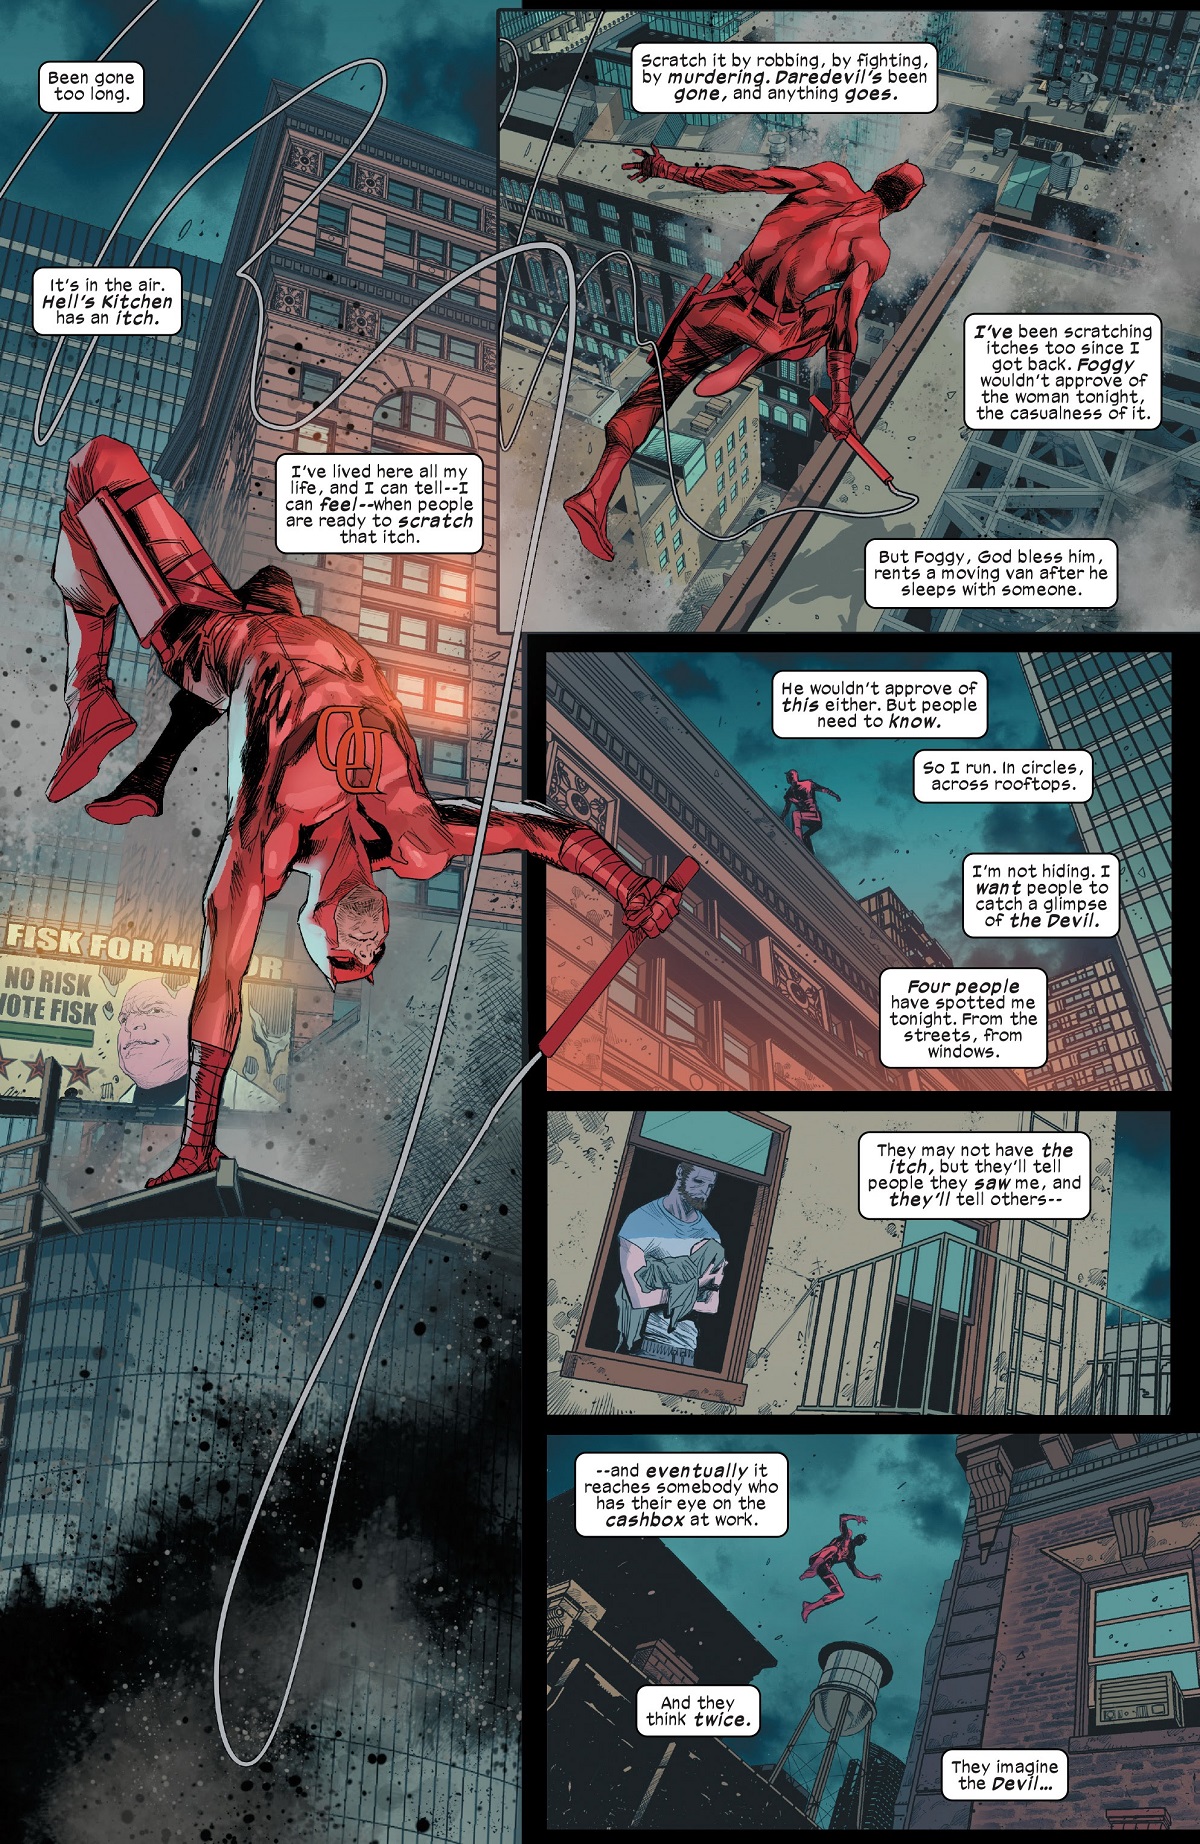 Been gone
too long.
It's in the air.
Hell's Kitchen
has an itch.
I've lived here all my
life, and I can tell--I
can feel--when people
are ready to scratch
that itch.
FISK FOR MA OR
NO RISK
VOTE FISK
DD
Scratch it by robbing, by fighting,
by murdering. Daredevil's been
gone, and anything goes.
I've been scratching
itches too since I
got back. Foggy
wouldn't approve of
the woman tonight,
the casualness of it.
But Foggy, God bless him,
rents a moving van after he
sleeps with someone.
He wouldn't approve of
this either. But people
need to know.
So I run. In circles,
across rooftops.
I'm not hiding. I
want people to
catch a glimpse
of the Devil.
Four people
have spotted me
tonight. From the
streets, from
windows.
They may not have the
itch, but they'll tell
people they saw me, and
they'll tell others--
--and eventually it
reaches somebody who
has their eye on the
cashbox at work.
And they
think twice.
They imagine
the Devil...